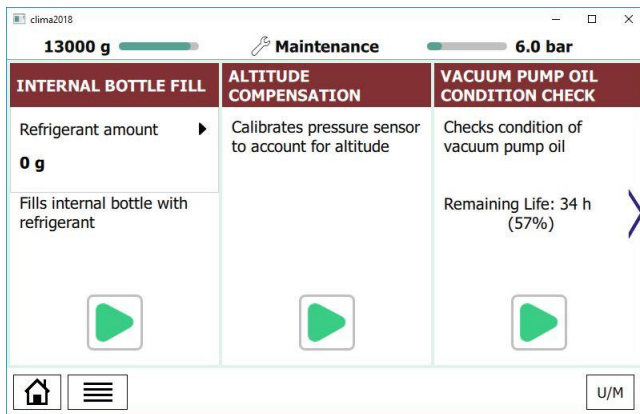 clima2018
13000 g
Maintenance
6.0 bar
INTERNAL BOTTLE FILL
Refrigerant amount
0 g
Fills internal bottle with
refrigerant
ALTITUDE
COMPENSATION
Calibrates pressure sensor
to account for altitude
VACUUM PUMP OIL
CONDITION CHECK
Checks condition of
vacuum pump oil
Remaining Life: 34 h
(57%)
U/M